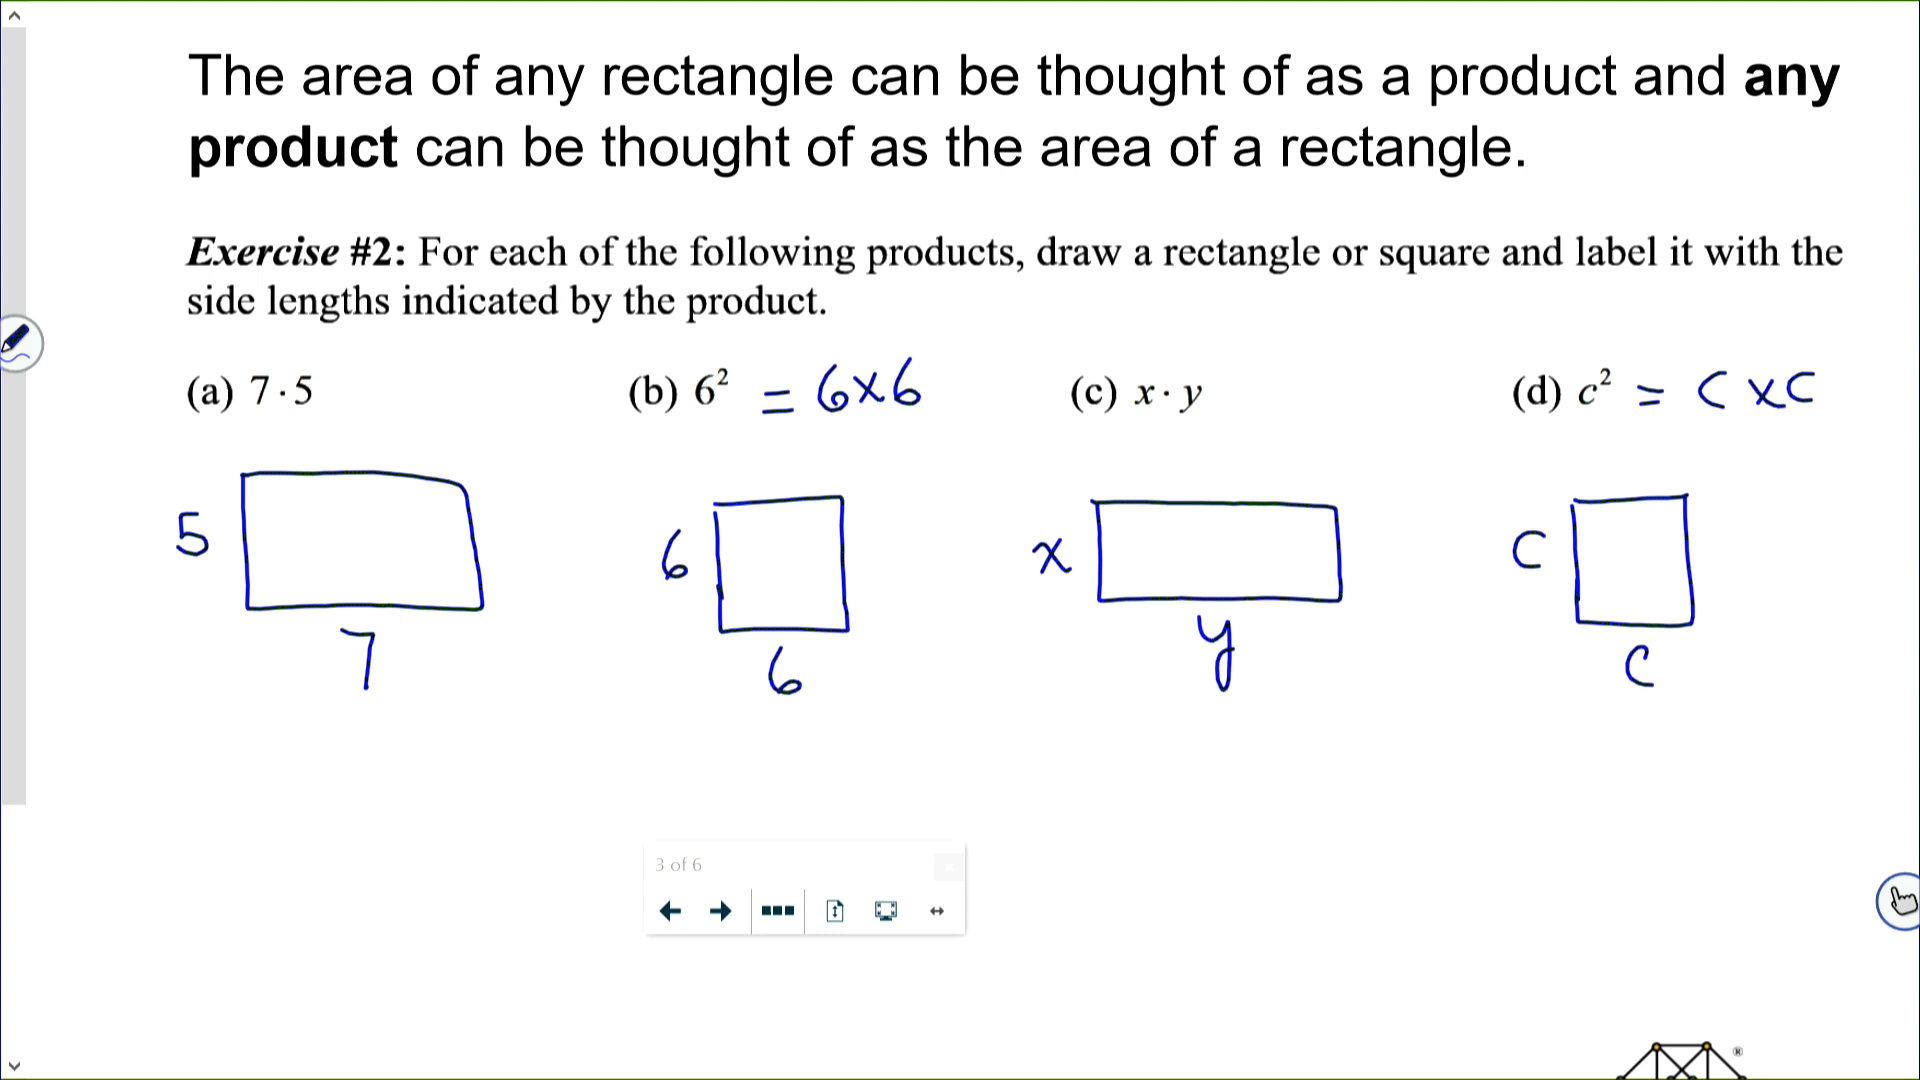 The area of any rectangle can be thought of as a product and any
product can be thought of as the area of a rectangle.
Exercise #2: For each of the following products, draw a rectangle or square and label it with the
side lengths indicated by the product.
(a) 7·5 (b) 6² = 6×6 (c) x·y (d) c² = c×c
5 6 x c
7 6 y c
3 of 6
®